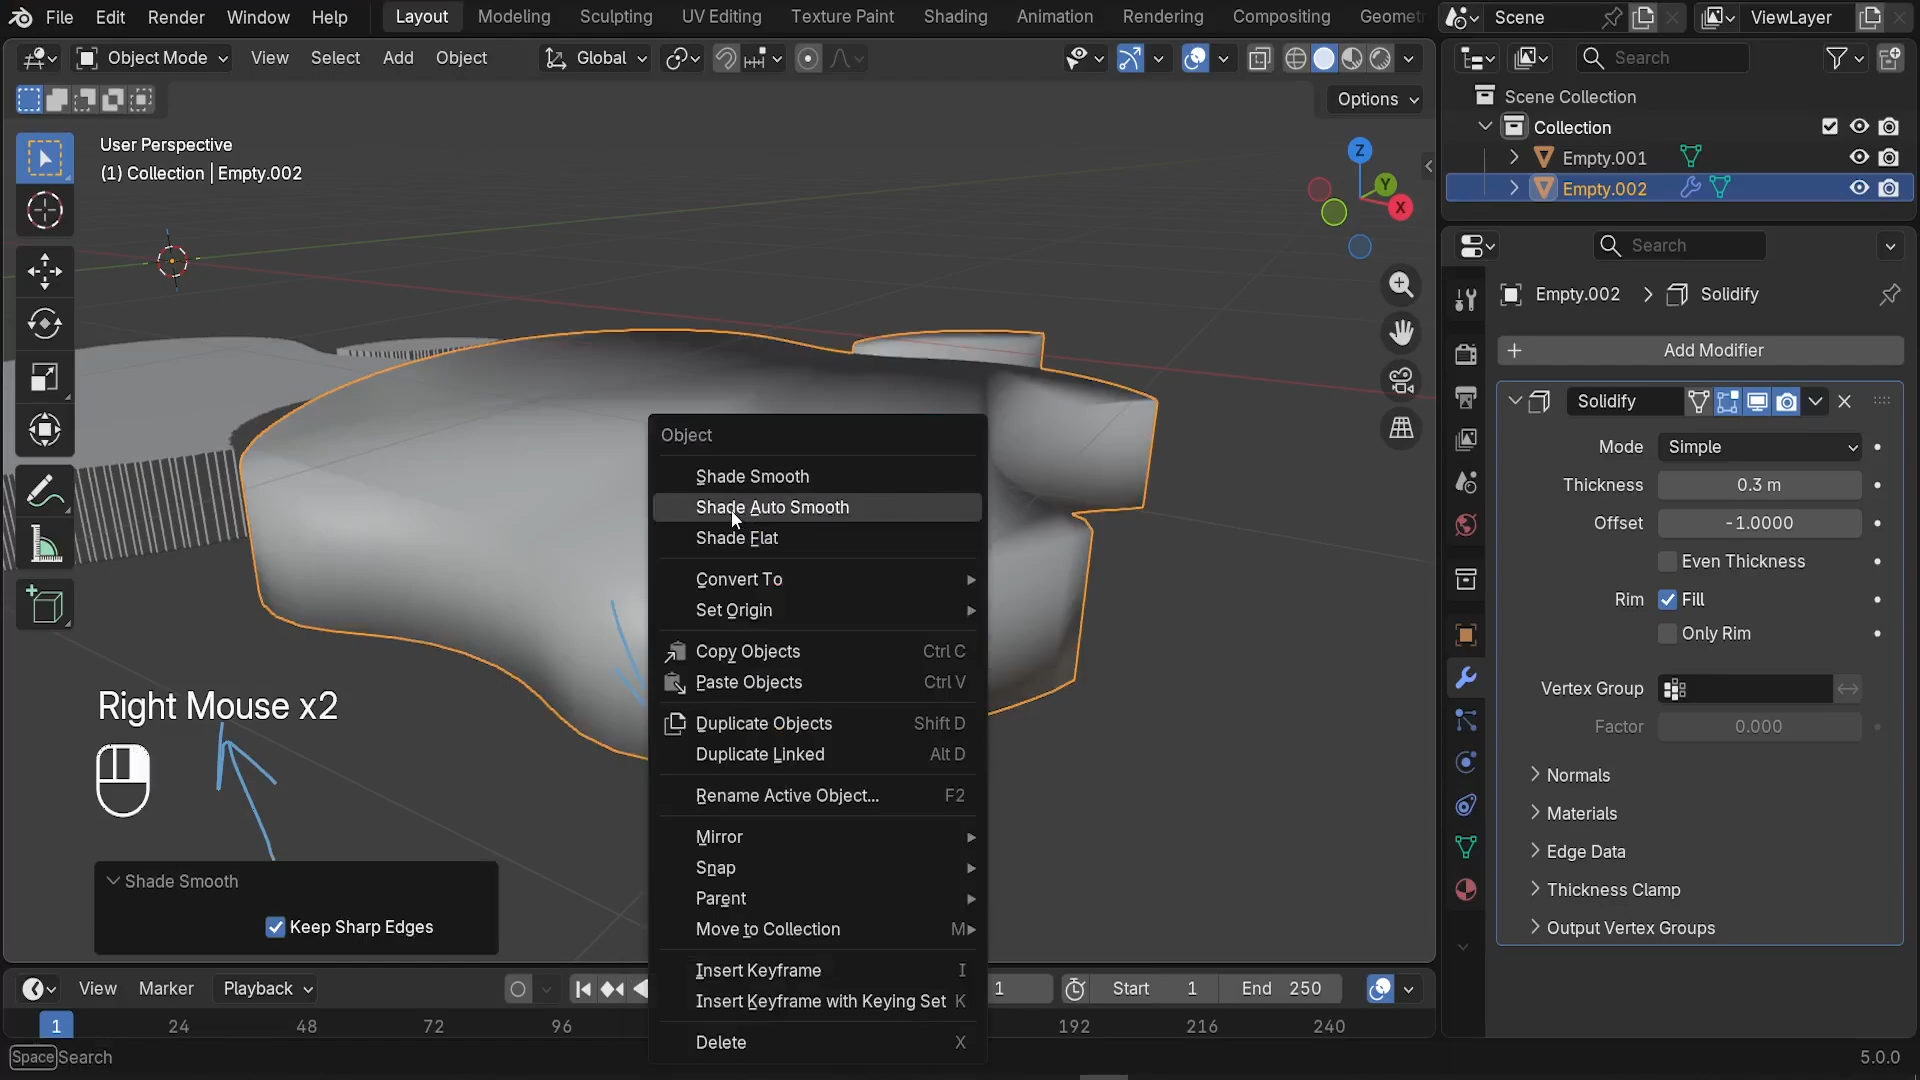 File Edit Render Window Help Layout Modeling Sculpting UV Editing Texture Paint Shading Animation Rendering Compositing Geomet Scene ViewLayer
Object Mode View Select Add Object Global Search
Options
User Perspective
(1) Collection | Empty.002
Z
Y
X
Scene Collection
Collection
Empty.001
Empty.002
Search
Empty.002 > Solidify
+ Add Modifier
Solidify
Mode Simple
Thickness 0.3 m
Offset -1.0000
Even Thickness
Rim Fill
Only Rim
Vertex Group
Factor 0.000
Normals
Materials
Edge Data
Thickness Clamp
Output Vertex Groups
Object
Shade Smooth
Shade Auto Smooth
Shade Flat
Convert To
Set Origin
Copy Objects Ctrl C
Paste Objects Ctrl V
Duplicate Objects Shift D
Duplicate Linked Alt D
Rename Active Object... F2
Mirror
Snap
Parent
Move to Collection M
Insert Keyframe I
Insert Keyframe with Keying Set K
Delete X
Right Mouse x2
Shade Smooth
Keep Sharp Edges
View Marker Playback 1 Start 1 End 250
1 24 48 72 96 192 216 240
Space Search 5.0.0